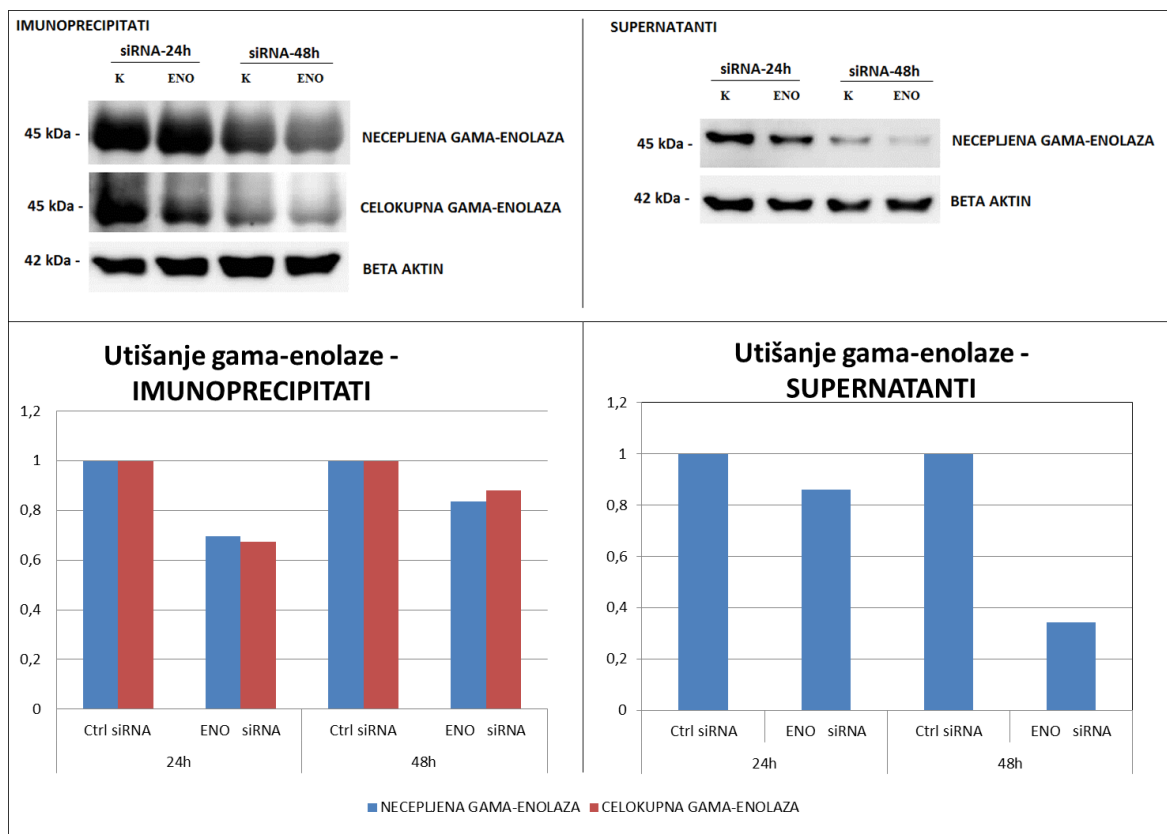 IMUNOPRECIPITATI
siRNA-24h siRNA-48h
K ENO K ENO
45 kDa - NECEPLJENA GAMA-ENOLAZA
45 kDa - CELOKUPNA GAMA-ENOLAZA
42 kDa - BETA AKTIN
SUPERNATANTI
siRNA-24h siRNA-48h
K ENO K ENO
45 kDa - NECEPLJENA GAMA-ENOLAZA
42 kDa - BETA AKTIN
Utišanje gama-enolaze -
IMUNOPRECIPITATI
1,2
1
0,8
0,6
0,4
0,2
0
Ctrl siRNA ENO siRNA Ctrl siRNA ENO siRNA
24h 48h
Utišanje gama-enolaze -
SUPERNATANTI
1,2
1
0,8
0,6
0,4
0,2
0
Ctrl siRNA ENO siRNA Ctrl siRNA ENO siRNA
24h 48h
NECEPLJENA GAMA-ENOLAZA CELOKUPNA GAMA-ENOLAZA